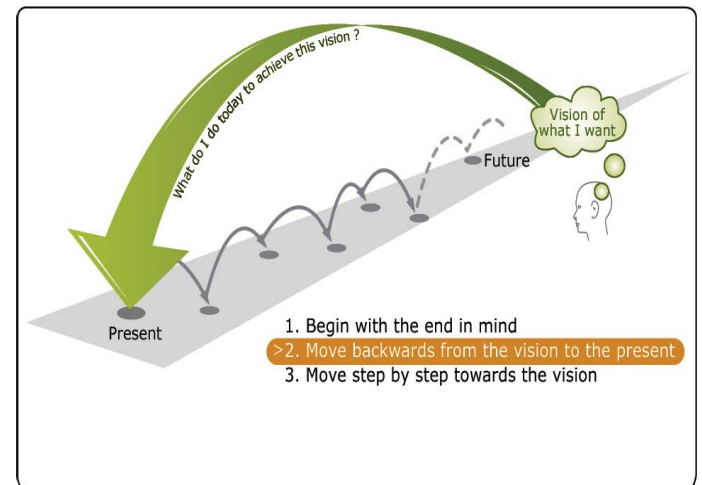 What do I do today to achieve this vision ?
Vision of
what I want
Future
Present
1. Begin with the end in mind
>2. Move backwards from the vision to the present
3. Move step by step towards the vision